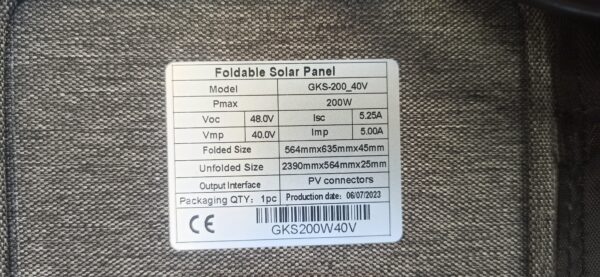 Foldable Solar Panel
Model GKS-200_40V
Pmax 200W
Voc 48.0V Isc 5.25A
Vmp 40.0V Imp 5.00A
Folded Size 564mmx635mmx45mm
Unfolded Size 2390mmx564mmx25mm
Output Interface PV connectors
Packaging QTY: 1pc Production date: 06/07/2023
CE
GKS200W40V